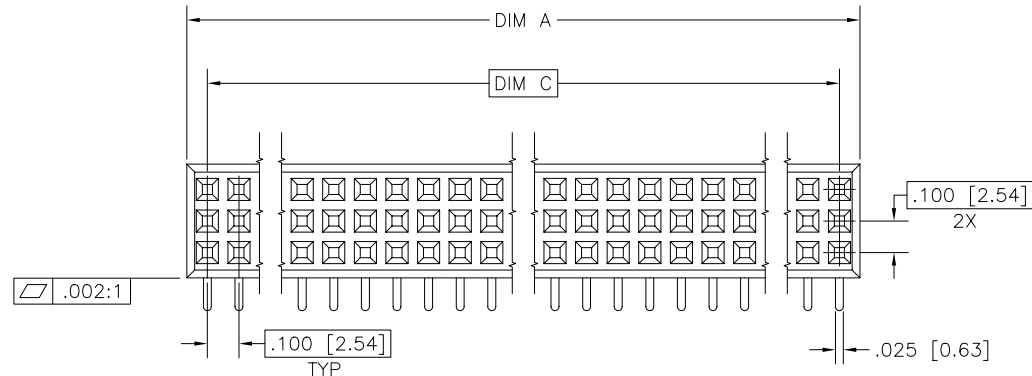 DIM A
DIM C
.100 [2.54]
2X
.002:1
.100 [2.54]
TYP
.025 [0.63]